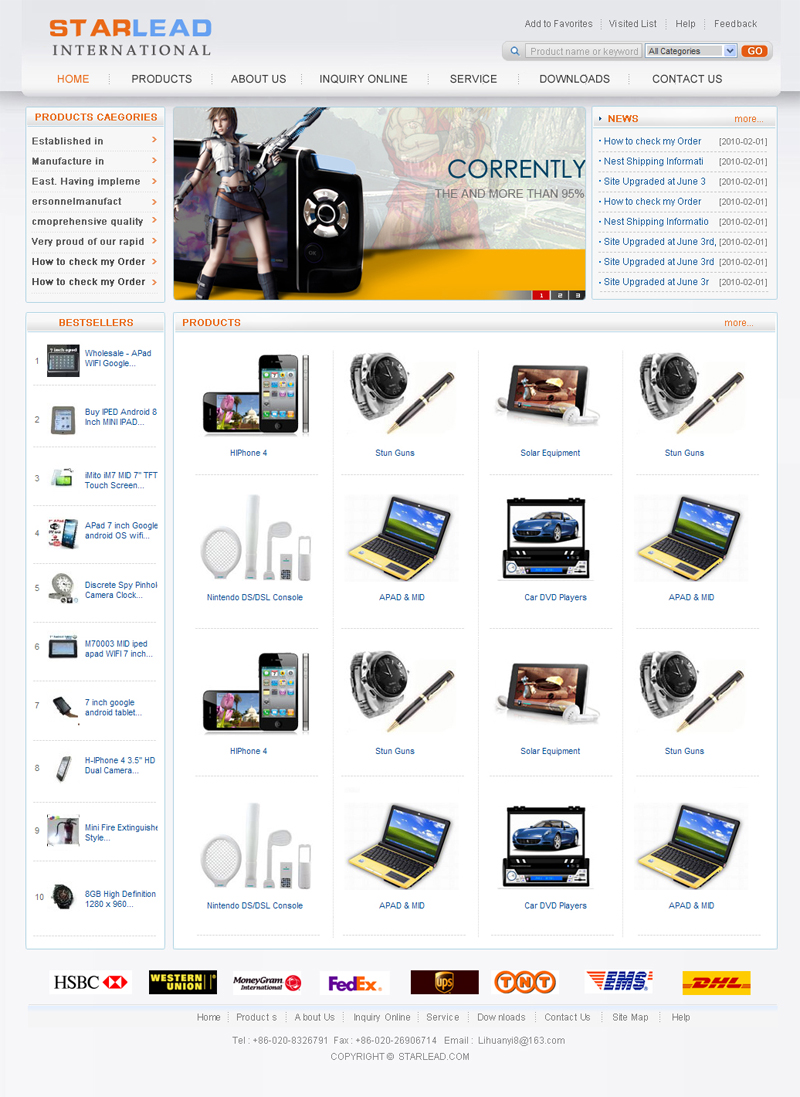 STARLEAD
INTERNATIONAL
Add to Favorites
Visited List
Help
Feedback
Product name or keyword
All Categories
GO
HOME
PRODUCTS
ABOUT US
INQUIRY ONLINE
SERVICE
DOWNLOADS
CONTACT US
PRODUCTS CAEGORIES
Established in
Manufacture in
East. Having impleme
ersonnelmanufact
cmoprehensive quality
Very proud of our rapid
How to check my Order
How to check my Order
CORRENTLY
THE AND MORE THAN 95%
1 2 3
NEWS
more...
How to check my Order [2010-02-01]
Nest Shipping Informati [2010-02-01]
Site Upgraded at June 3 [2010-02-01]
How to check my Order [2010-02-01]
Nest Shipping Informatio [2010-02-01]
Site Upgraded at June 3rd, [2010-02-01]
Site Upgraded at June 3rd [2010-02-01]
Site Upgraded at June 3r [2010-02-01]
BESTSELLERS
1 Wholesale - APad
WIFI Google...
2 Buy IPED Android 8
Inch MINI IPAD...
3 iMito iM7 MID 7" TFT
Touch Screen...
4 APad 7 inch Google
android OS wifi...
5 Discrete Spy Pinhol
Camera Clock...
6 M70003 MID iped
apad WIFI 7 inch...
7 7 inch google
android tablet...
8 H-IPhone 4 3.5" HD
Dual Camera...
9 Mini Fire Extinguishe
Style...
10 8GB High Definition
1280 x 960...
PRODUCTS
more...
HIPhone 4
Stun Guns
Solar Equipment
Stun Guns
Nintendo DS/DSL Console
APAD & MID
Car DVD Players
APAD & MID
HIPhone 4
Stun Guns
Solar Equipment
Stun Guns
Nintendo DS/DSL Console
APAD & MID
Car DVD Players
APAD & MID
HSBC
WESTERN
UNION
MoneyGram
International
FedEx
ups
TNT
EMS
DHL
Home
Product s
A bout Us
Inquiry Online
Service
Dow nloads
Contact Us
Site Map
Help
Tel : +86-020-8326791 Fax : +86-020-26906714 Email : Lihuanyi8@163.com
COPYRIGHT © STARLEAD.COM